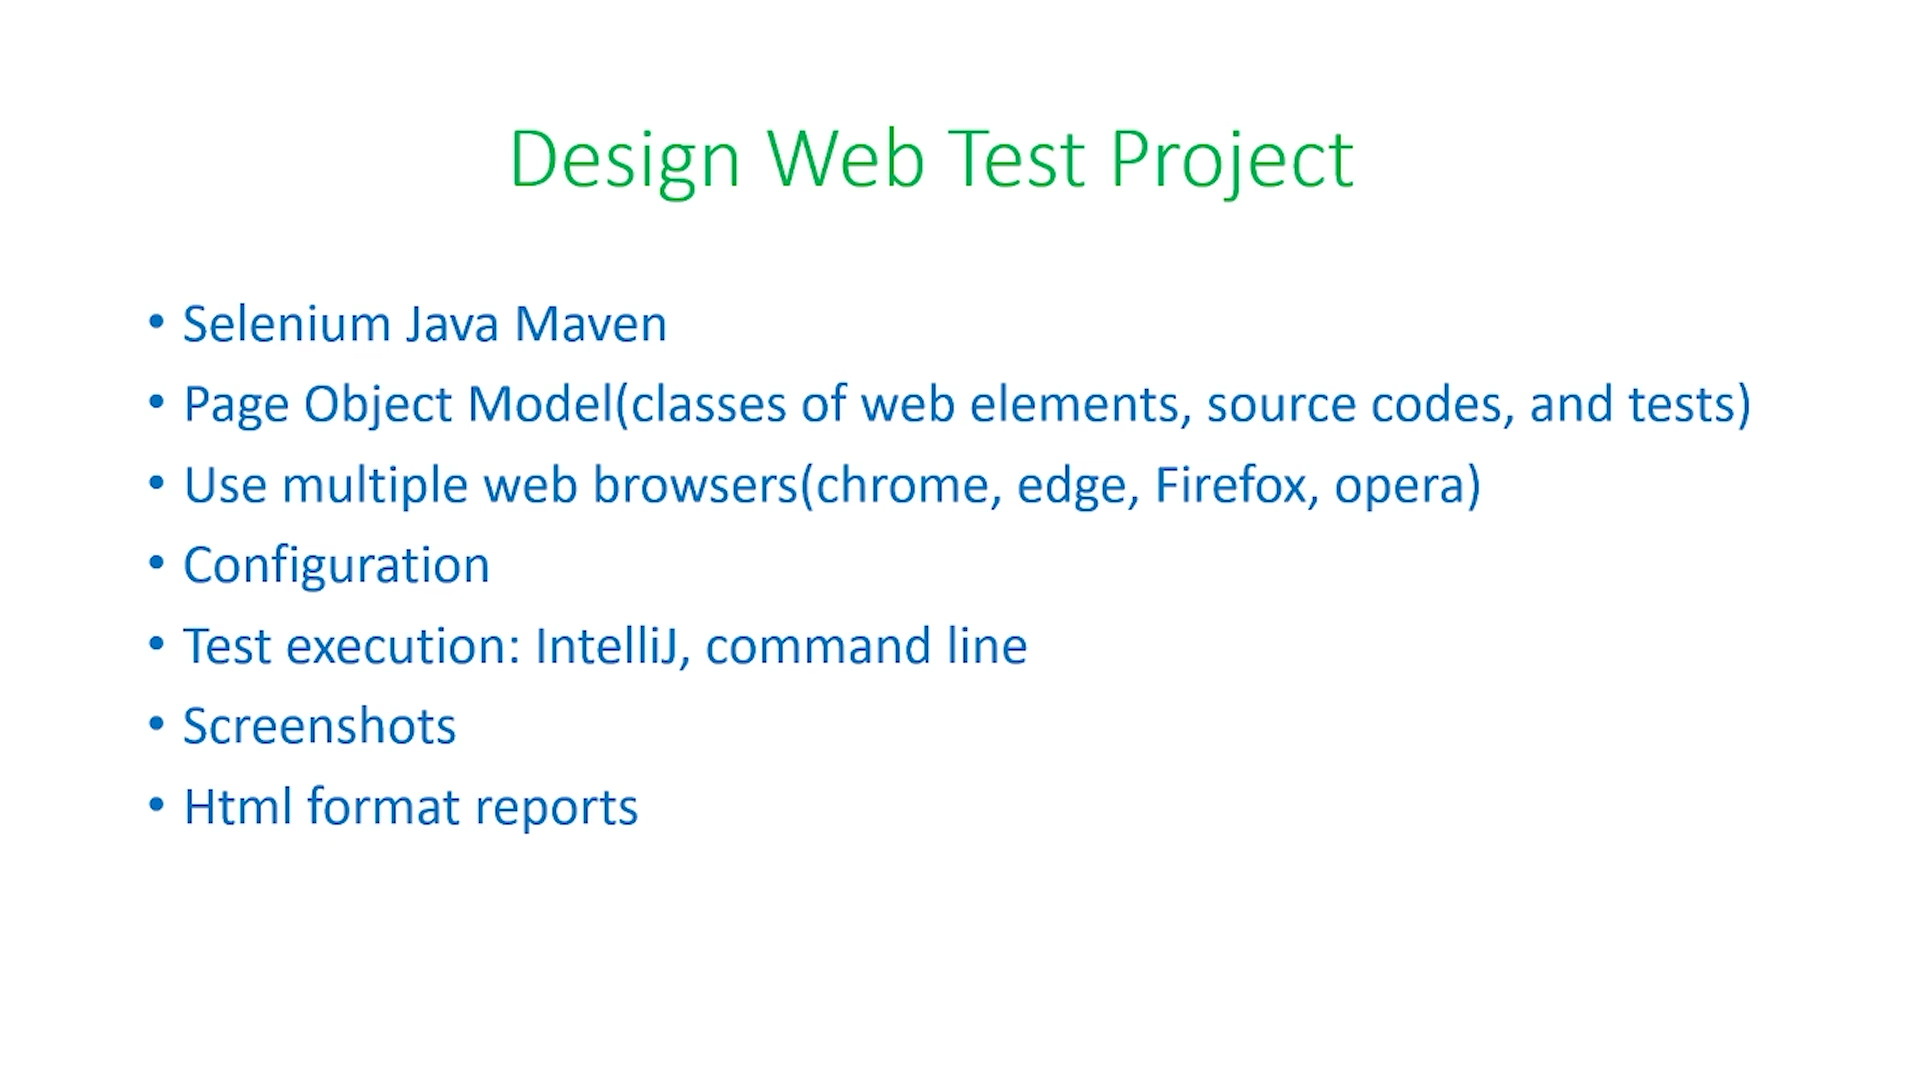 Design Web Test Project
• Selenium Java Maven
• Page Object Model(classes of web elements, source codes, and tests)
• Use multiple web browsers(chrome, edge, Firefox, opera)
• Configuration
• Test execution: IntelliJ, command line
• Screenshots
• Html format reports